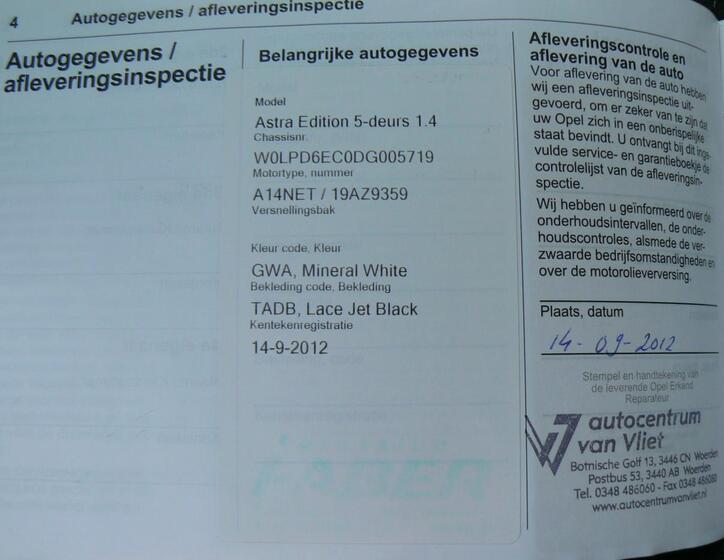 4 Autogegevens / afleveringsinspectie
Autogegevens /
afleveringsinspectie
Belangrijke autogegevens
Model
Astra Edition 5-deurs 1.4
Chassisnr.
W0LPD6EC0DG005719
Motortype, nummer
A14NET / 19AZ9359
Versnellingsbak
Kleur code, Kleur
GWA, Mineral White
Bekleding code, Bekleding
TADB, Lace Jet Black
Kentekenregistratie
14-9-2012
Afleveringscontrole en
aflevering van de auto
Voor aflevering van de auto hebben
wij een afleveringsinspectie uit-
gevoerd, om er zeker van te zijn dat
uw Opel zich in een onberispelijke
staat bevindt. U ontvangt bij dit inge-
vulde service- en garantieboekje de
controlelijst van de afleveringsin-
spectie.
Wij hebben u geïnformeerd over de
onderhoudsintervallen, de onder-
houdscontroles, alsmede de ver-
zwaarde bedrijfsomstandigheden en
over de motorolieverversing.
Plaats, datum
14-09-2012
Stempel en handtekening van
de leverende Opel Erkend
Reparateur
autocentrum
van Vliet
Botnische Golf 13, 3446 CN Woerden
Postbus 53, 3440 AB Woerden
Tel. 0348 486060 - Fax 0348 486080
www.autocentrumvanvliet.nl